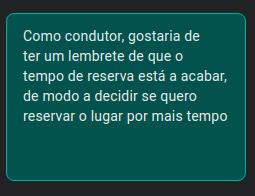 Como condutor, gostaria de
ter um lembrete de que o
tempo de reserva está a acabar,
de modo a decidir se quero
reservar o lugar por mais tempo